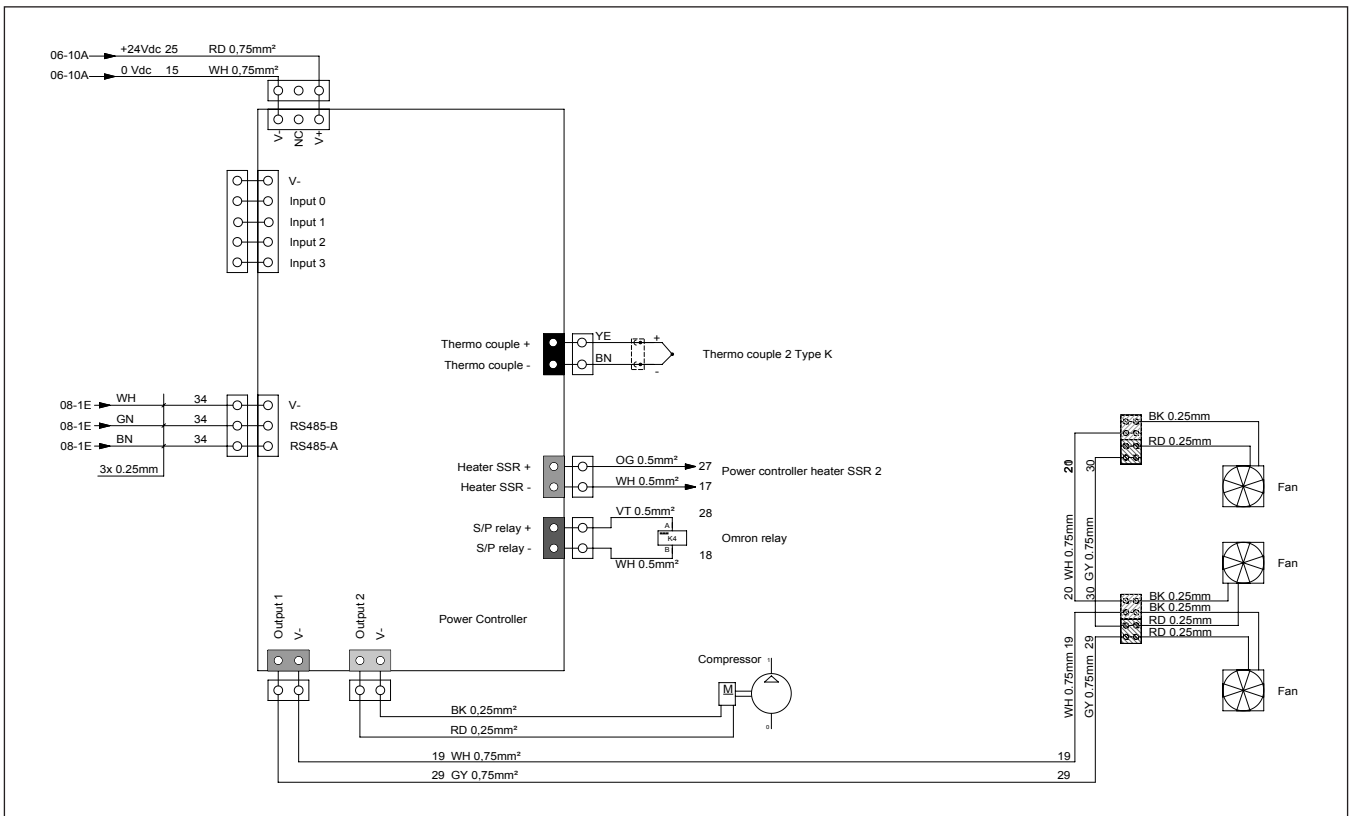 06-10A +24Vdc 25 RD 0,75mm²
06-10A 0 Vdc 15 WH 0,75mm²
V- NC V+
V-
Input 0
Input 1
Input 2
Input 3
Thermo couple + YE +
Thermo couple - BN -
Thermo couple 2 Type K
08-1E WH 34 V-
08-1E GN 34 RS485-B
08-1E BN 34 RS485-A
3x 0.25mm
Heater SSR + OG 0.5mm² 27
Heater SSR - WH 0.5mm² 17
Power controller heater SSR 2
S/P relay + VT 0.5mm² 28
A
K4
B
Omron relay
S/P relay - WH 0.5mm² 18
Output 1
V-
Output 2
V-
Power Controller
Compressor
1
M
0
BK 0,25mm²
RD 0,25mm²
19 WH 0,75mm² 19
29 GY 0,75mm² 29
BK 0.25mm
RD 0.25mm
Fan
20 WH 0.75mm 20
30 GY 0.75mm 30
Fan
BK 0.25mm
BK 0.25mm
RD 0.25mm
RD 0.25mm
WH 0.75mm 19
GY 0.75mm 29
Fan